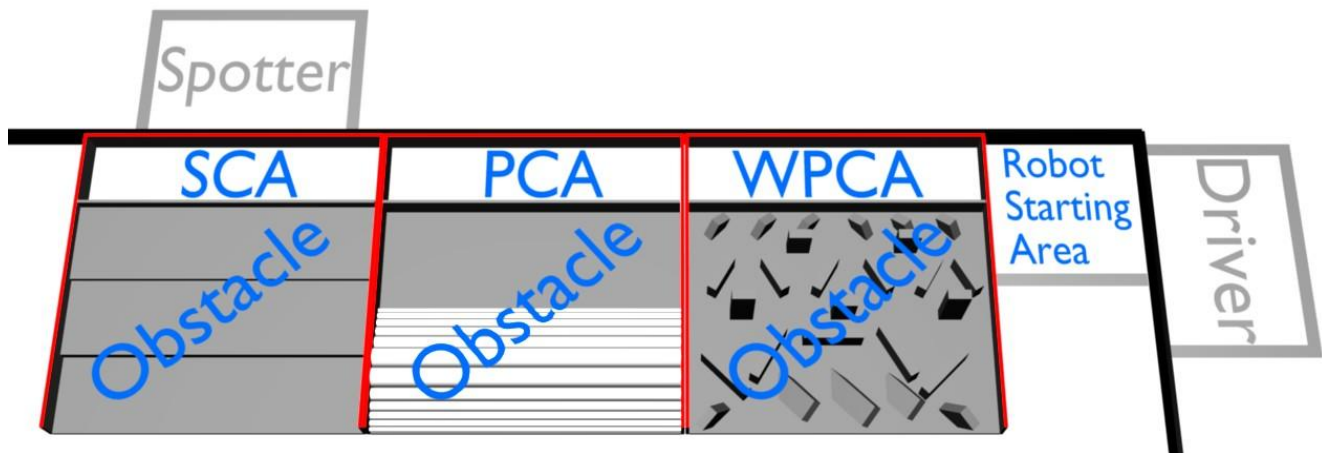 Spotter
SCA
PCA
WPCA
Robot
Starting
Area
Driver
Obstacle
Obstacle
Obstacle